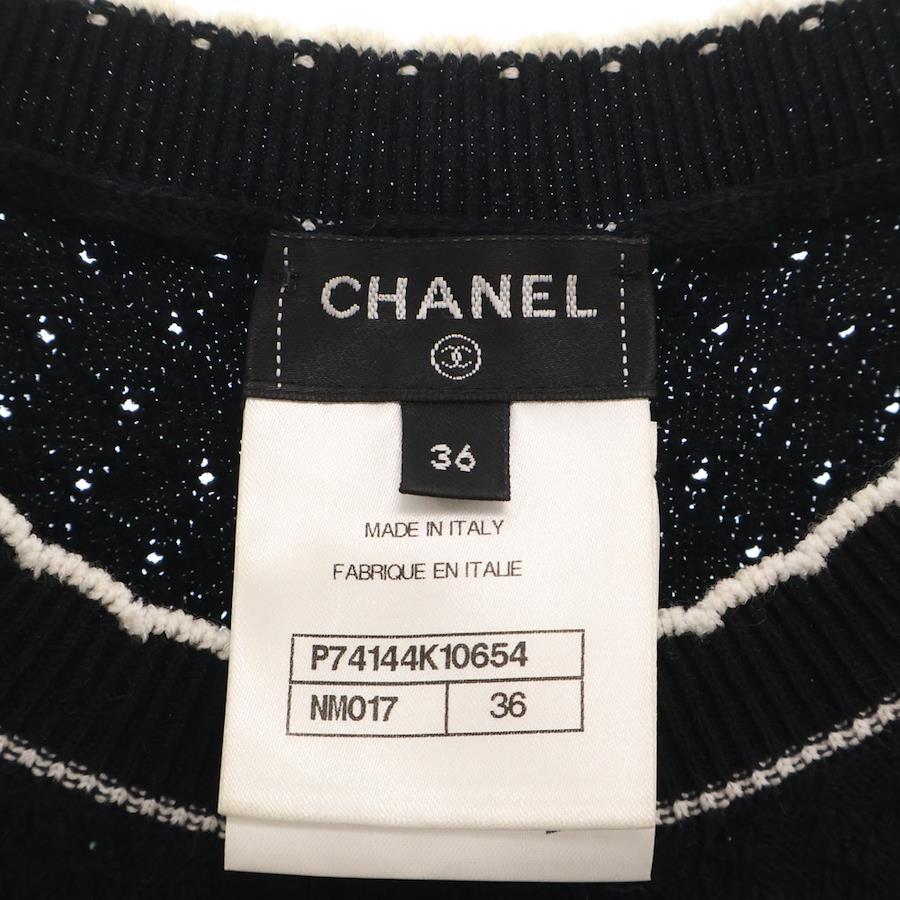 CHANEL
36
MADE IN ITALY
FABRIQUE EN ITALIE
P74144K10654
NM017 36